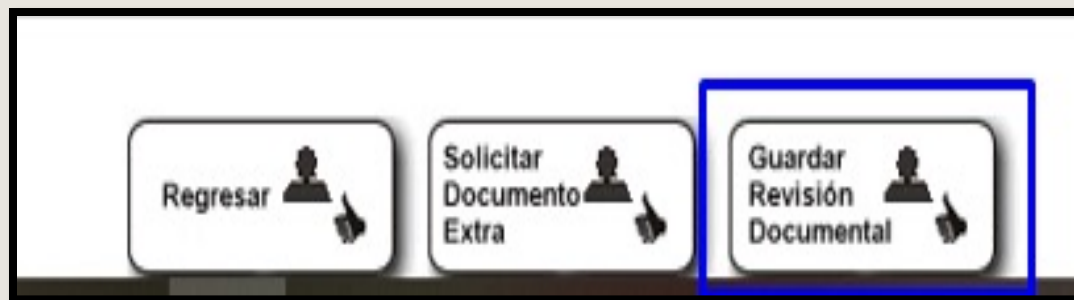 Regresar
Solicitar
Documento
Extra
Guardar
Revisión
Documental